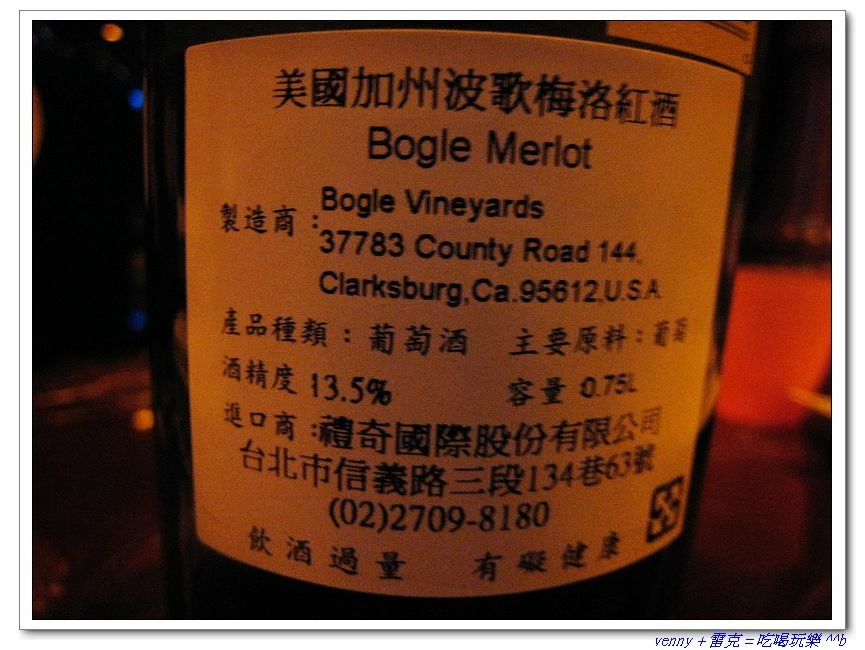 美國加州波歌梅洛紅酒
Bogle Merlot
製造商：Bogle Vineyards
37783 County Road 144,
Clarksburg,Ca.95612,U.S.A.
產品種類：葡萄酒 主要原料：葡萄
酒精度：13.5% 容量：0.75L
進口商：禮奇國際股份有限公司
台北市信義路三段134巷63號
(02)2709-8180
飲酒過量 有礙健康
venny + 雷克 = 吃喝玩樂 ^^b